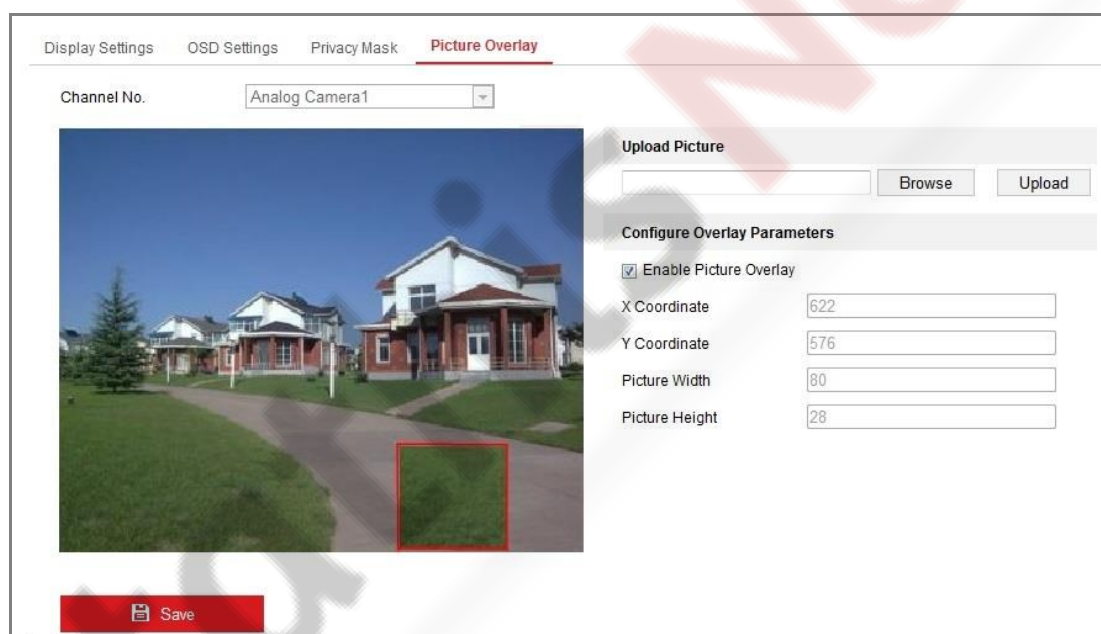 Display Settings OSD Settings Privacy Mask Picture Overlay
Channel No. Analog Camera1
Upload Picture
Browse Upload
Configure Overlay Parameters
Enable Picture Overlay
X Coordinate 622
Y Coordinate 576
Picture Width 80
Picture Height 28
Save